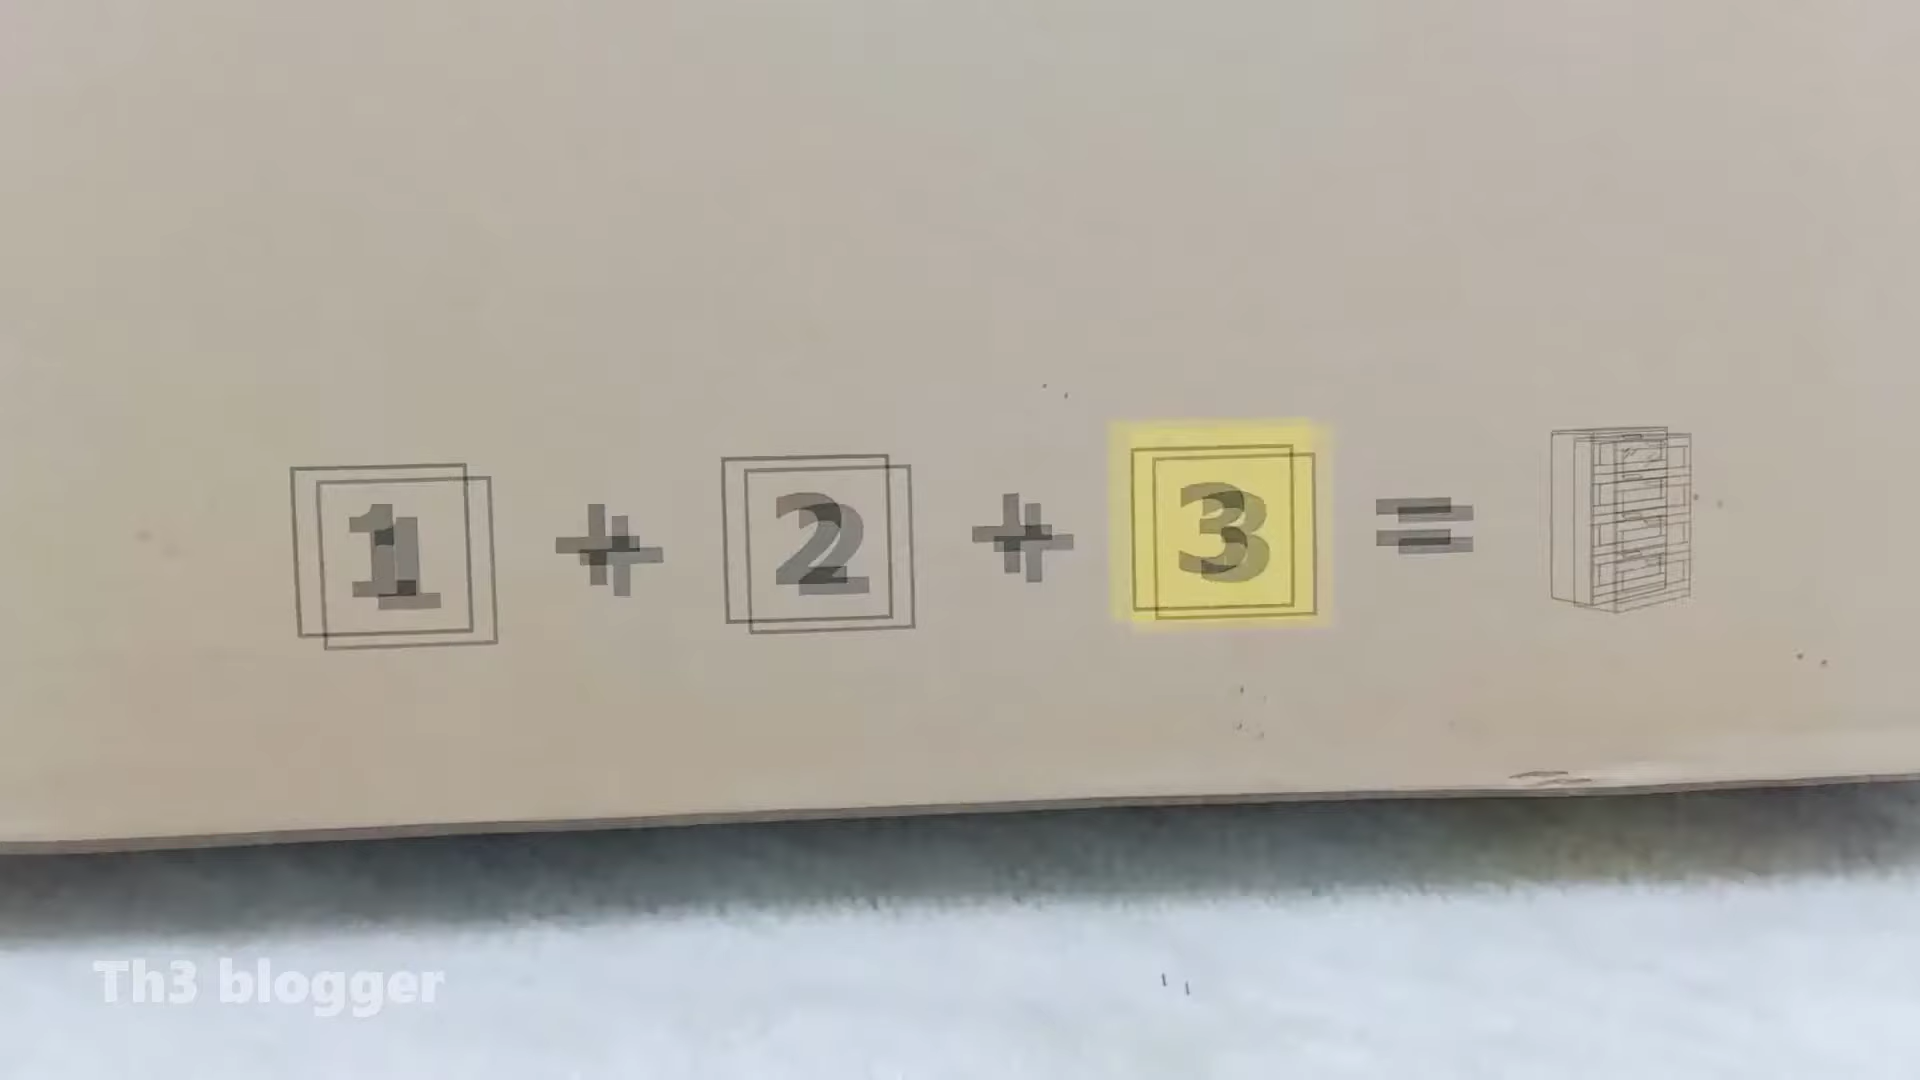 1 + 2 + 3 =
Th3 blogger